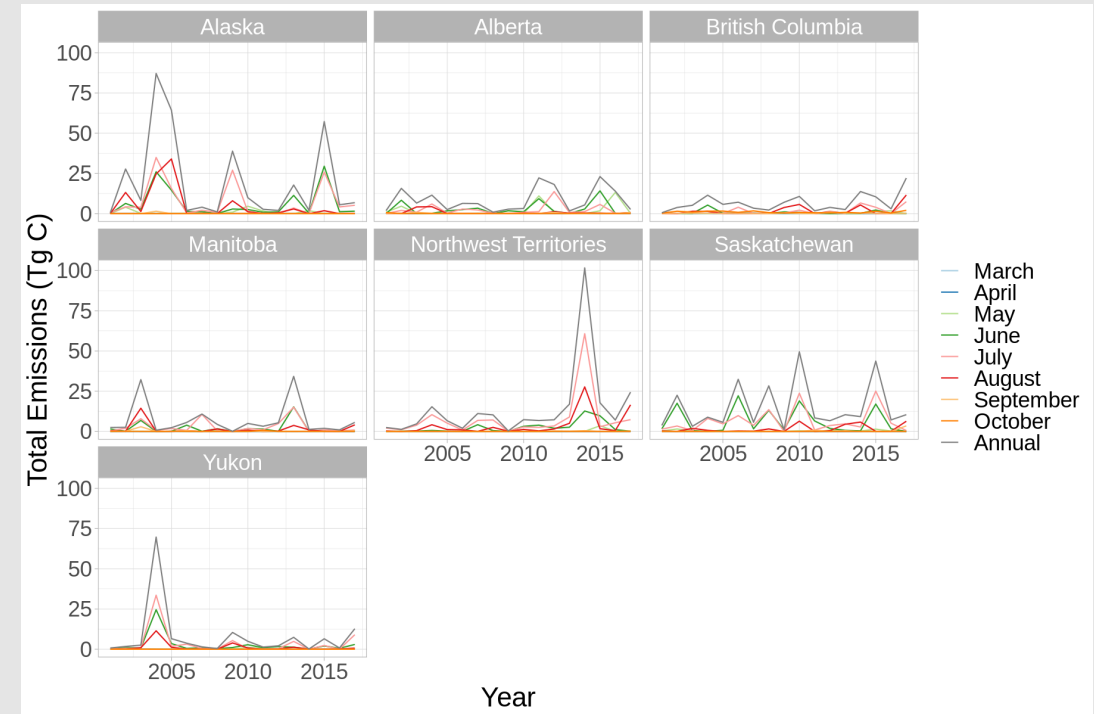 Alaska
Alberta
British Columbia
100
75
50
25
0
Manitoba
Northwest Territories
Saskatchewan
100
75
50
25
0
2005 2010 2015
2005 2010 2015
Yukon
100
75
50
25
0
2005 2010 2015
Total Emissions (Tg C)
Year
March
April
May
June
July
August
September
October
Annual